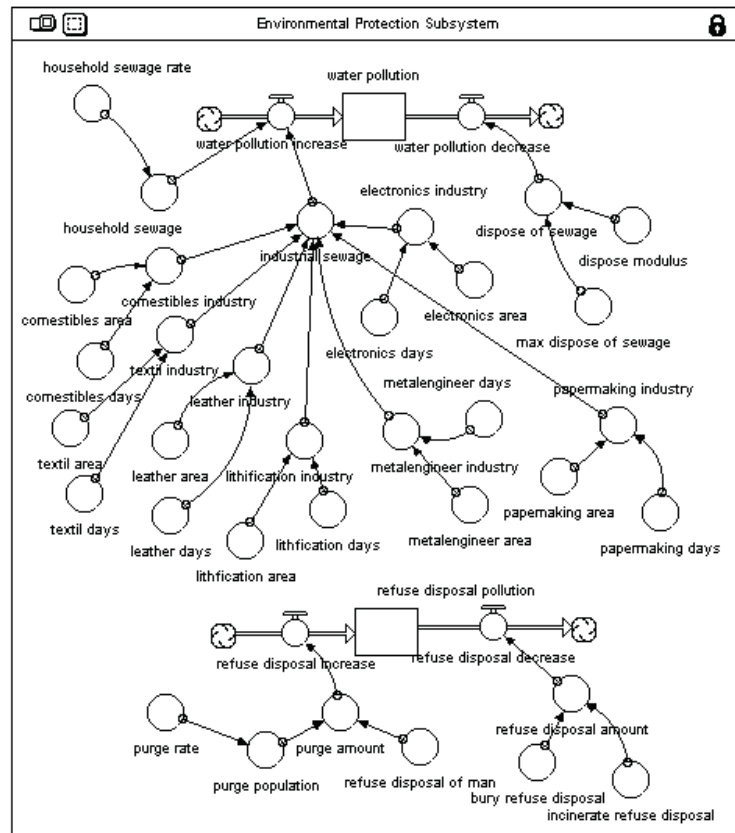 Environmental Protection Subsystem
household sewage rate
water pollution
water pollution increase
water pollution decrease
electronics industry
household sewage
dispose of sewage
industrial sewage
dispose modulus
comestibles industry
comestibles area
electronics area
max dispose of sewage
electronics days
textil industry
metalengineer days
comestibles days
leather industry
papermaking industry
textil area
leather area
lithification industry
metalengineer industry
papermaking area
textil days
leather days
lithfication days
metalengineer area
papermaking days
lithfication area
refuse disposal pollution
refuse disposal increase
refuse disposal decrease
refuse disposal amount
purge rate
purge amount
purge population
refuse disposal of man
bury refuse disposal
incinerate refuse disposal